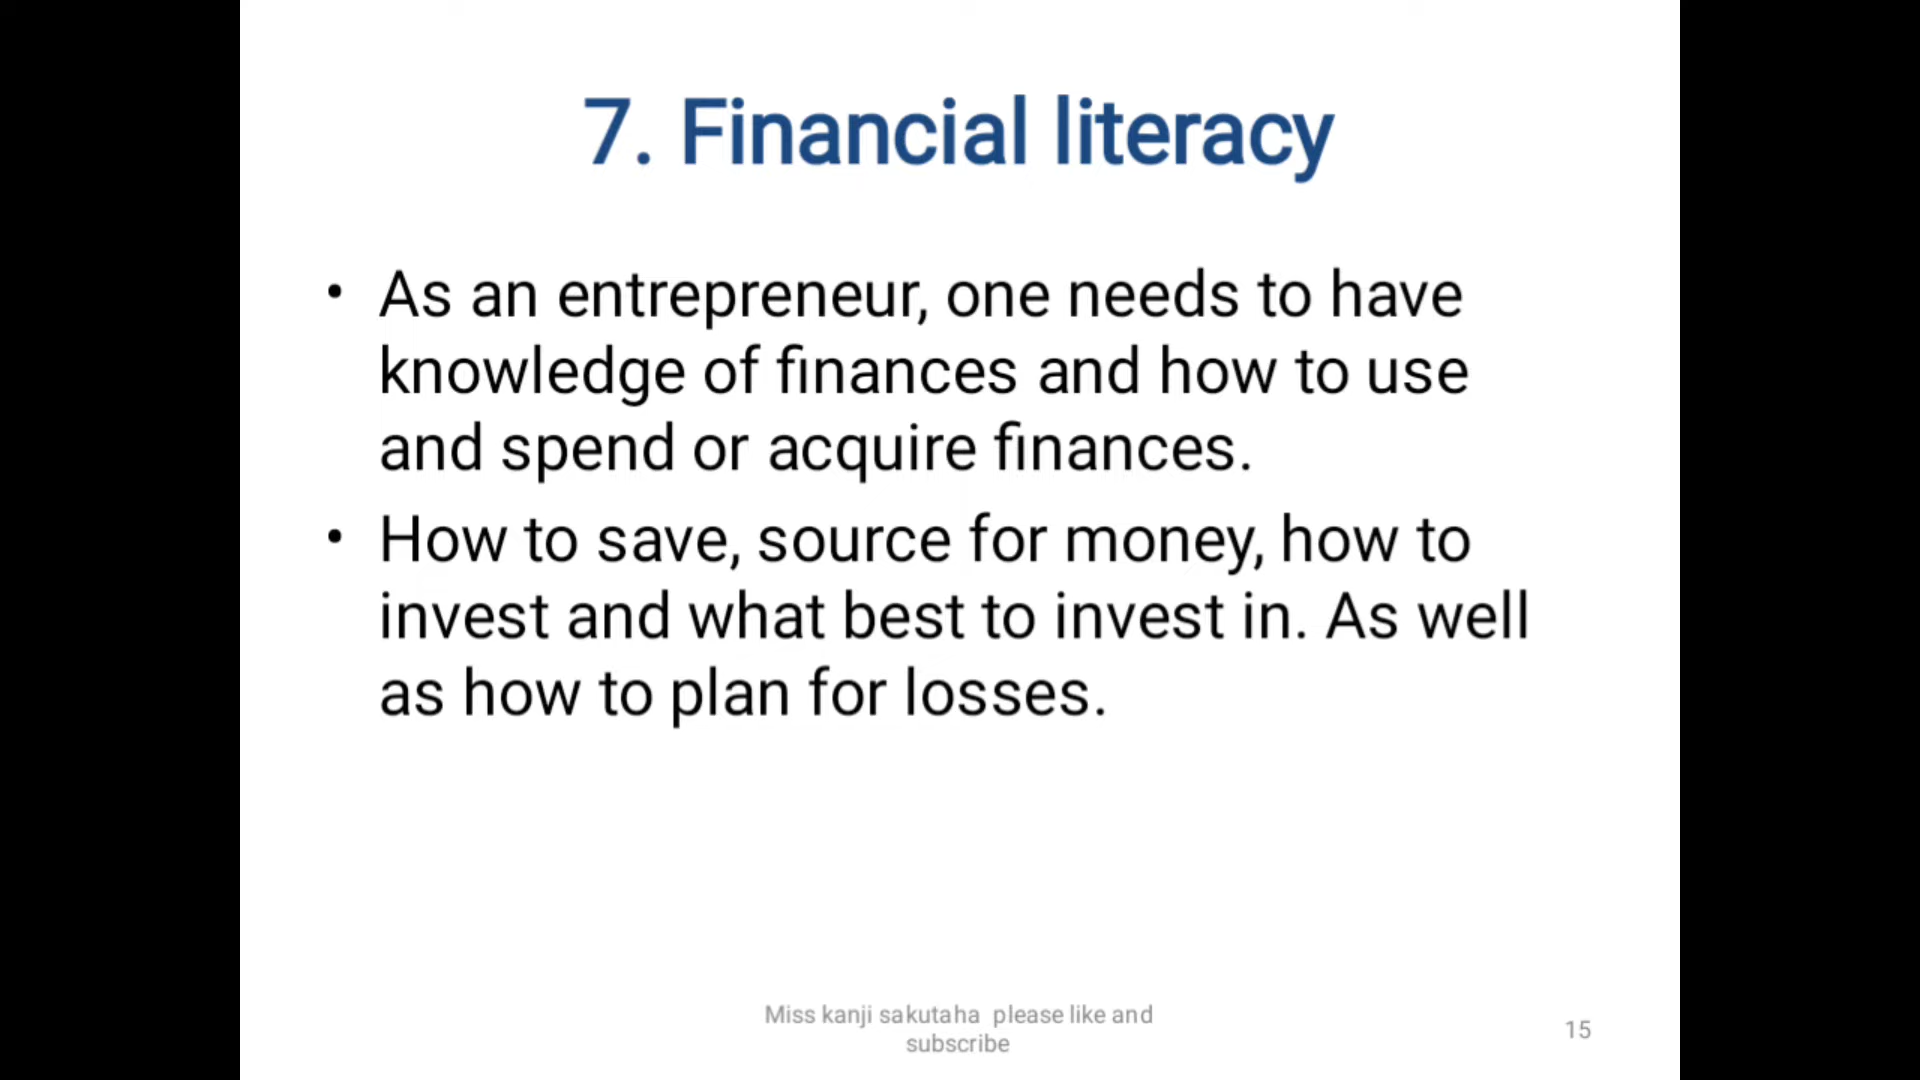 7. Financial literacy
• As an entrepreneur, one needs to have
knowledge of finances and how to use
and spend or acquire finances.
• How to save, source for money, how to
invest and what best to invest in. As well
as how to plan for losses.
Miss kanji sakutaha please like and
subscribe
15